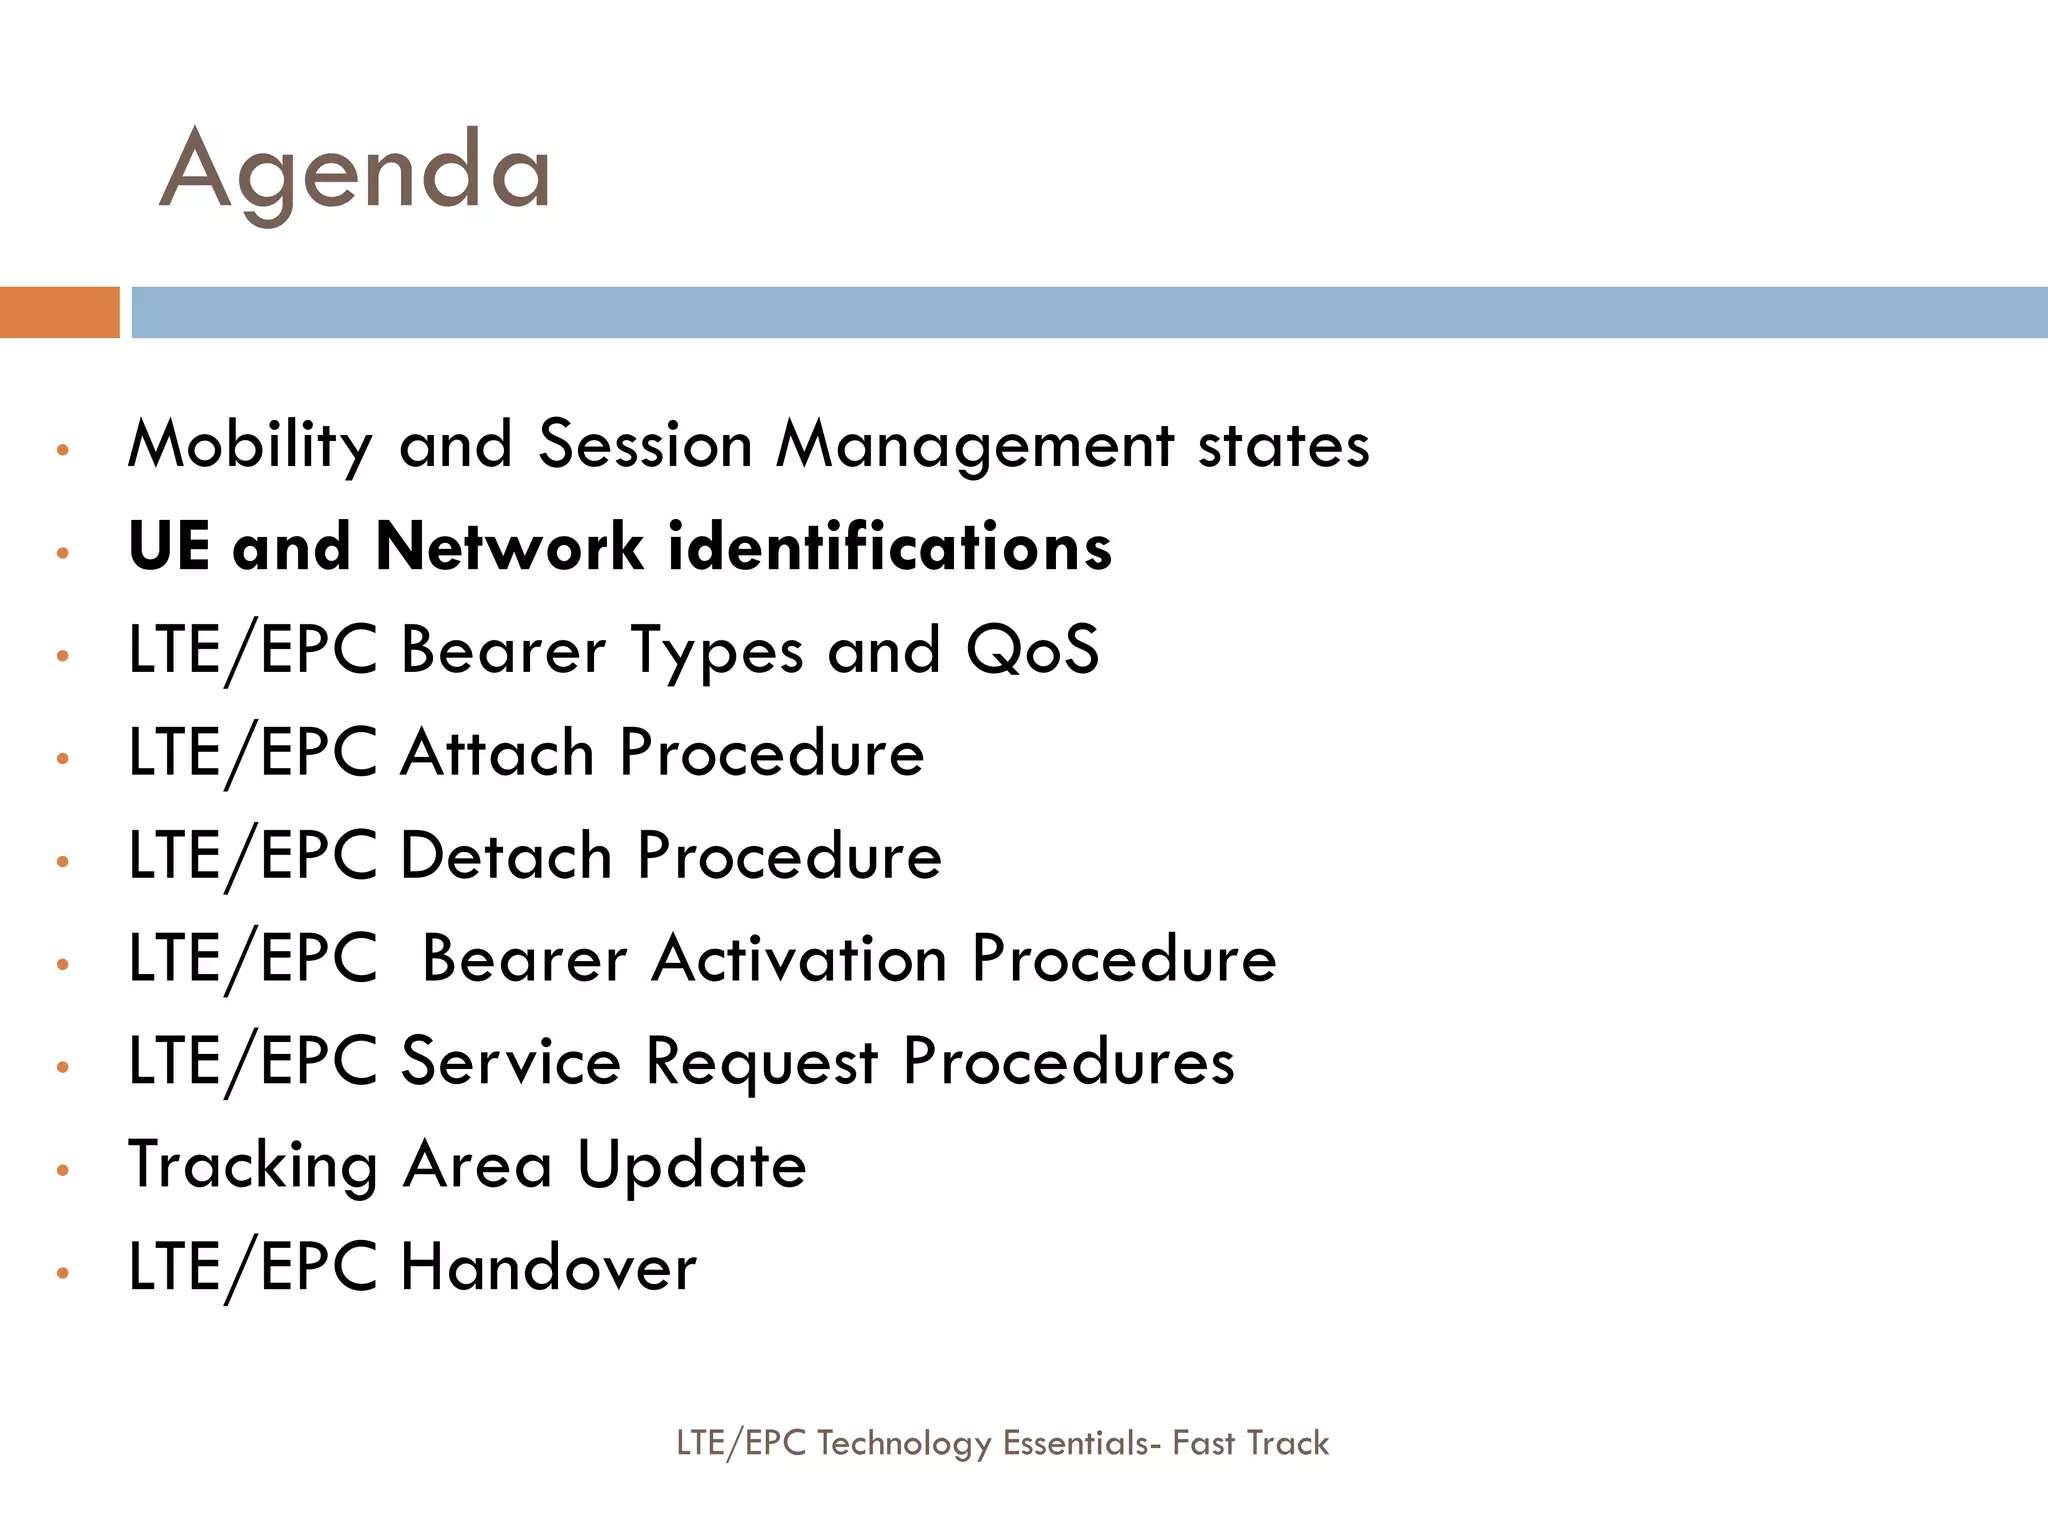 Agenda
• Mobility and Session Management states
• UE and Network identifications
• LTE/EPC Bearer Types and QoS
• LTE/EPC Attach Procedure
• LTE/EPC Detach Procedure
• LTE/EPC  Bearer Activation Procedure
• LTE/EPC Service Request Procedures
• Tracking Area Update
• LTE/EPC Handover
LTE/EPC Technology Essentials- Fast Track